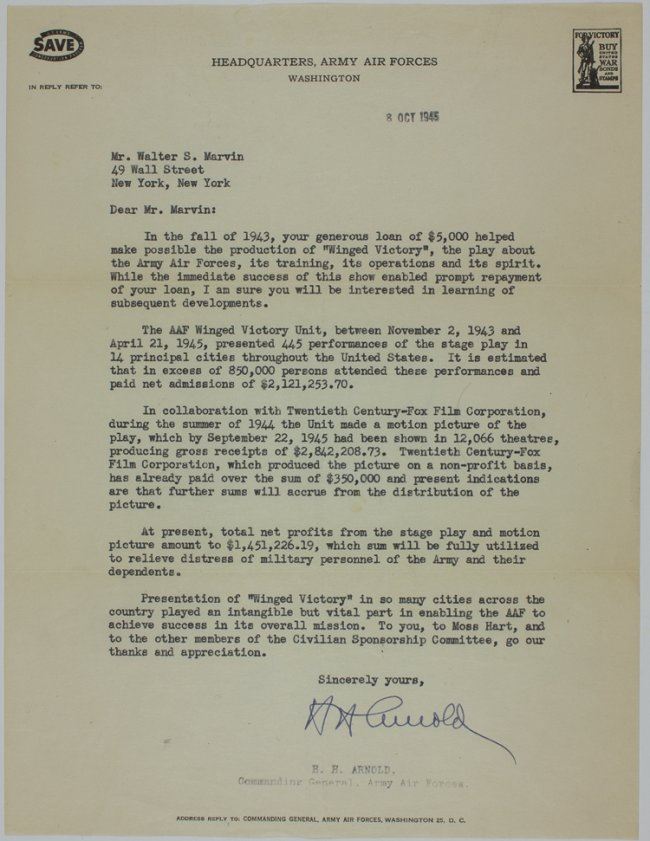 SAVE
IN REPLY REFER TO:
HEADQUARTERS, ARMY AIR FORCES
WASHINGTON
FOR VICTORY
BUY
UNITED
STATES
WAR
BONDS
AND
STAMPS
8 OCT 1945
Mr. Walter S. Marvin
49 Wall Street
New York, New York
Dear Mr. Marvin:
In the fall of 1943, your generous loan of $5,000 helped
make possible the production of "Winged Victory", the play about
the Army Air Forces, its training, its operations and its spirit.
While the immediate success of this show enabled prompt repayment
of your loan, I am sure you will be interested in learning of
subsequent developments.
The AAF Winged Victory Unit, between November 2, 1943 and
April 21, 1945, presented 445 performances of the stage play in
14 principal cities throughout the United States. It is estimated
that in excess of 850,000 persons attended these performances and
paid net admissions of $2,121,253.70.
In collaboration with Twentieth Century-Fox Film Corporation,
during the summer of 1944 the Unit made a motion picture of the
play, which by September 22, 1945 had been shown in 12,066 theatres,
producing gross receipts of $2,842,208.73. Twentieth Century-Fox
Film Corporation, which produced the picture on a non-profit basis,
has already paid over the sum of $350,000 and present indications
are that further sums will accrue from the distribution of the
picture.
At present, total net profits from the stage play and motion
picture amount to $1,451,226.19, which sum will be fully utilized
to relieve distress of military personnel of the Army and their
dependents.
Presentation of "Winged Victory" in so many cities across the
country played an intangible but vital part in enabling the AAF to
achieve success in its overall mission. To you, to Moss Hart, and
to the other members of the Civilian Sponsorship Committee, go our
thanks and appreciation.
Sincerely yours,
H H Arnold
H. H. ARNOLD.
Commanding General, Army Air Forces.
ADDRESS REPLY TO: COMMANDING GENERAL, ARMY AIR FORCES, WASHINGTON 25, D. C.